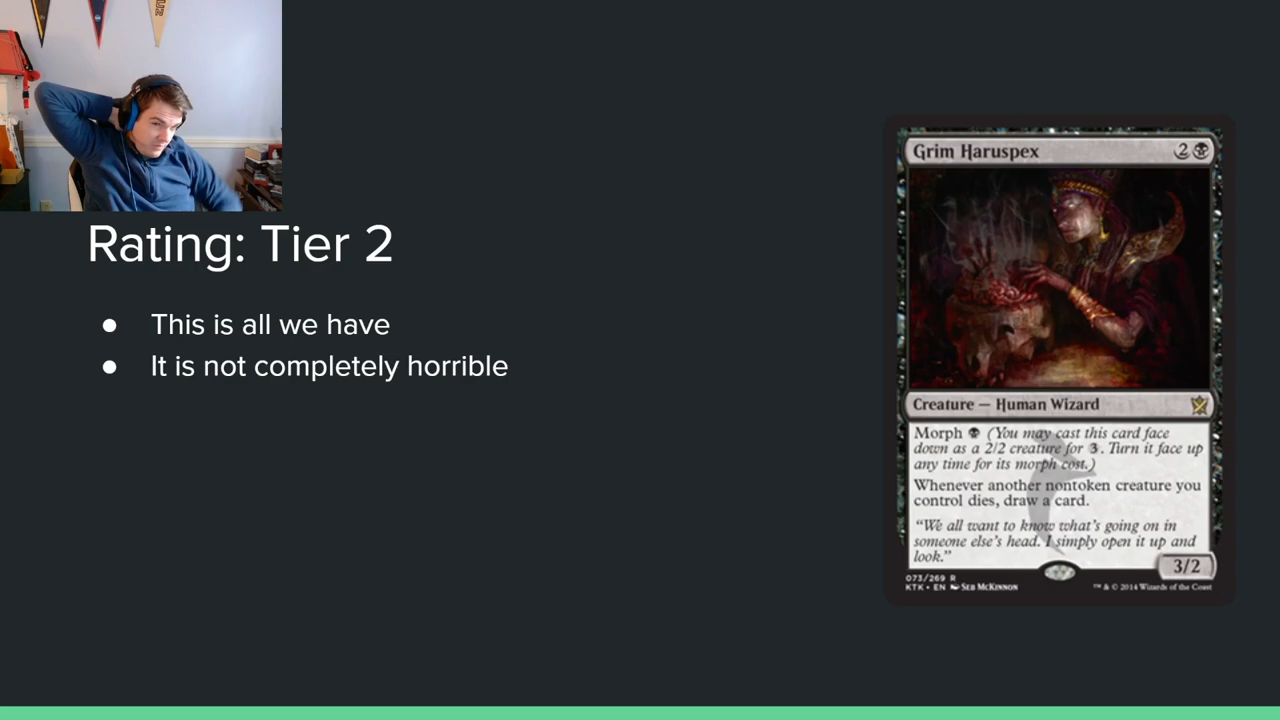 Rating: Tier 2
● This is all we have
● It is not completely horrible
Grim Haruspex 2
Creature — Human Wizard
Morph (You may cast this card face
down as a 2/2 creature for 3. Turn it face up
any time for its morph cost.)
Whenever another nontoken creature you
control dies, draw a card.
“We all want to know what’s going on in
someone else’s head. I simply open it up and
look.”
3/2
073/269 R
KTK • EN Seb McKinnon
™ & © 2014 Wizards of the Coast